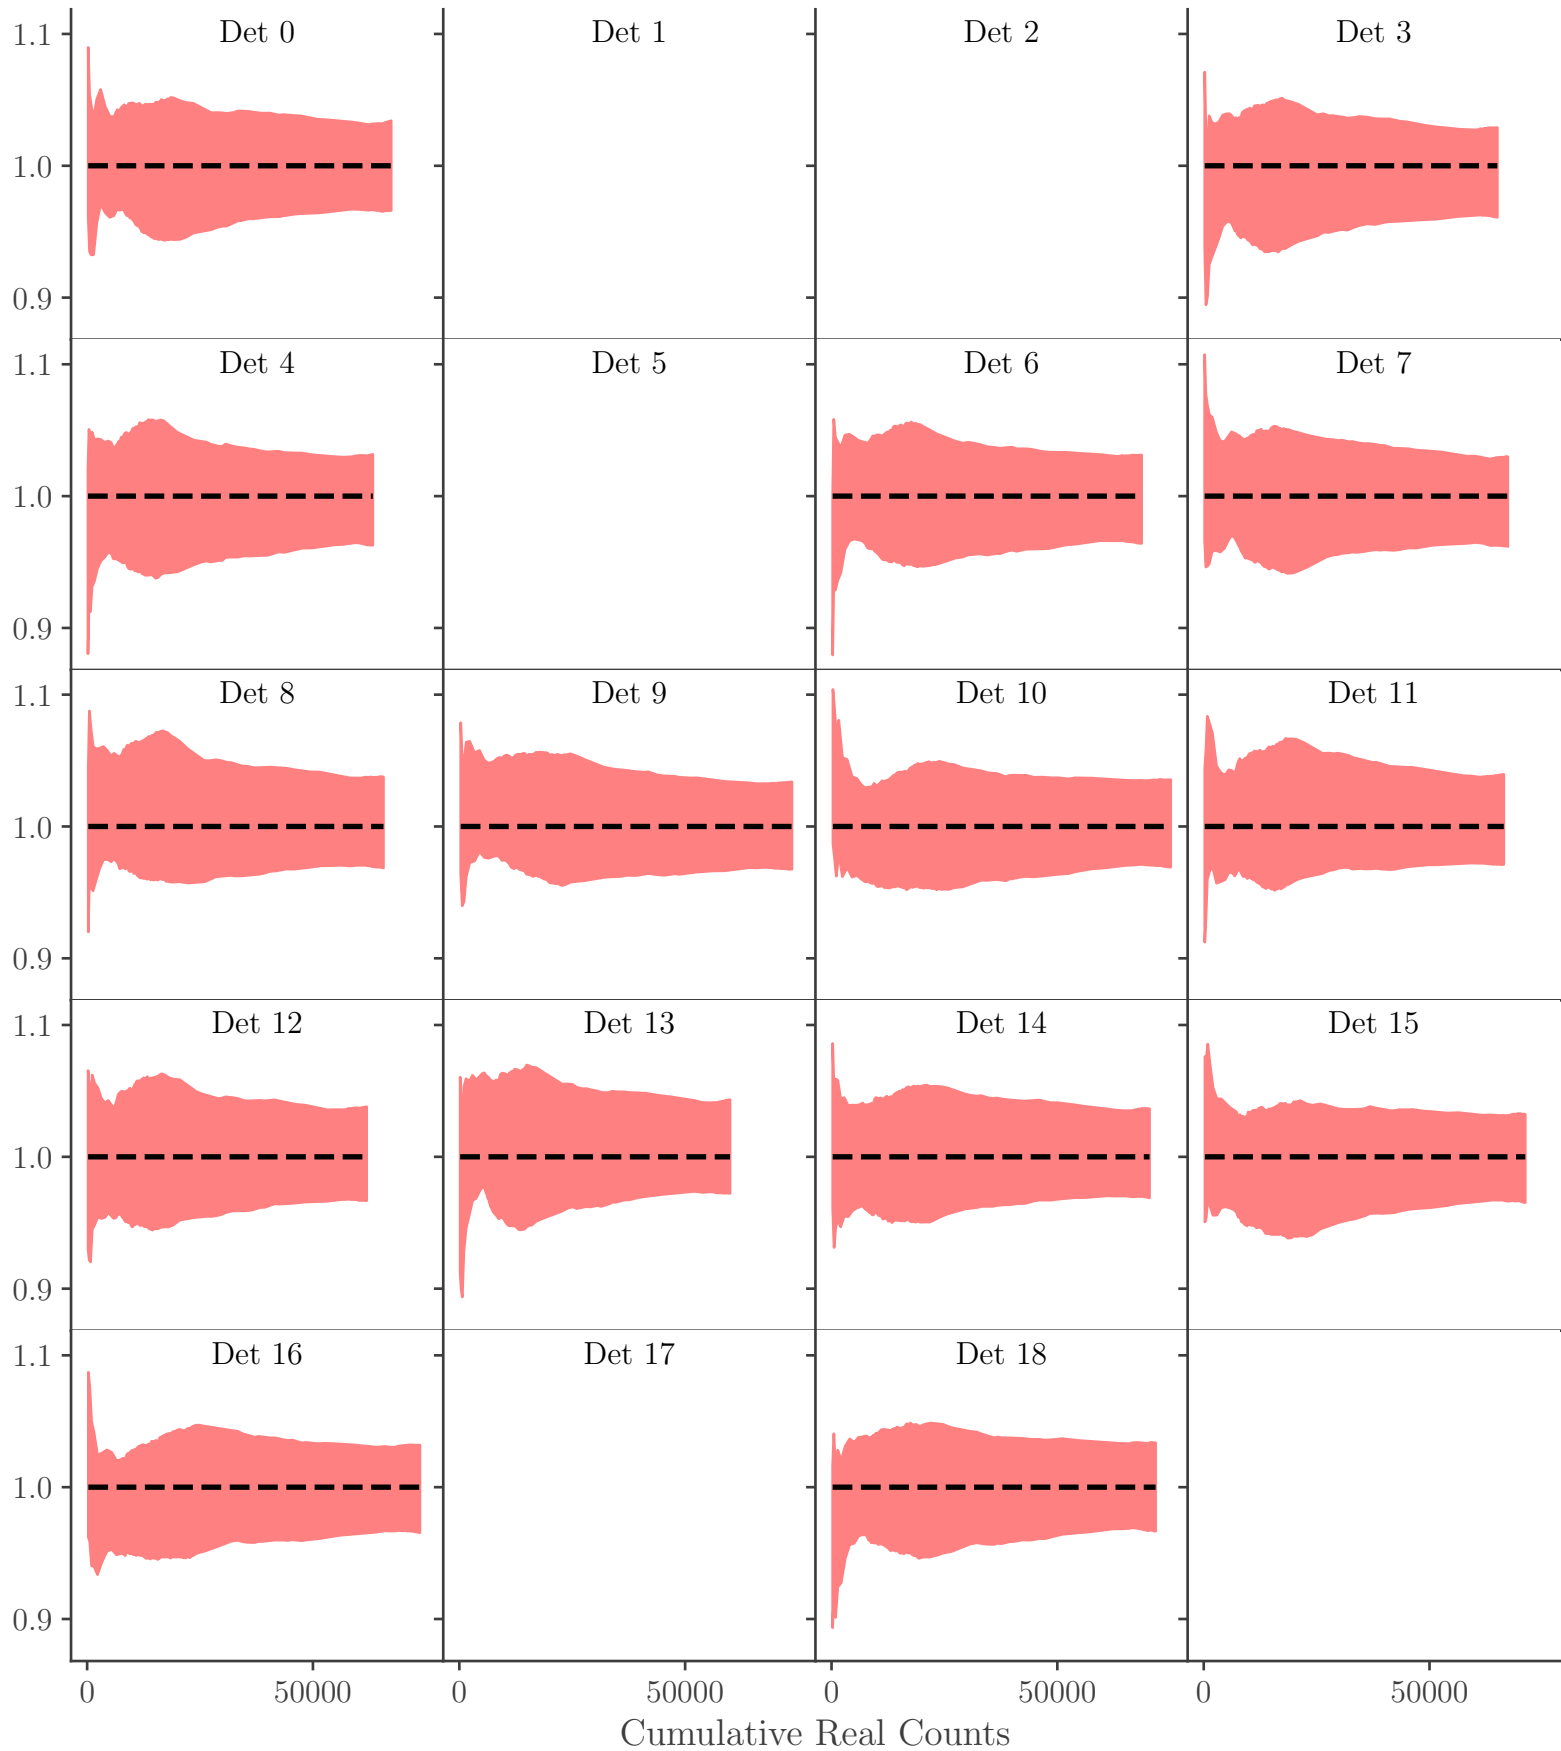 Det 0 Det 1 Det 2 Det 3
1.1
1.0
0.9
Det 4 Det 5 Det 6 Det 7
1.1
1.0
0.9
Det 8 Det 9 Det 10 Det 11
1.1
1.0
0.9
Det 12 Det 13 Det 14 Det 15
1.1
1.0
0.9
Det 16 Det 17 Det 18
1.1
1.0
0.9
0 50000 0 50000 0 50000 0 50000
Cumulative Real Counts